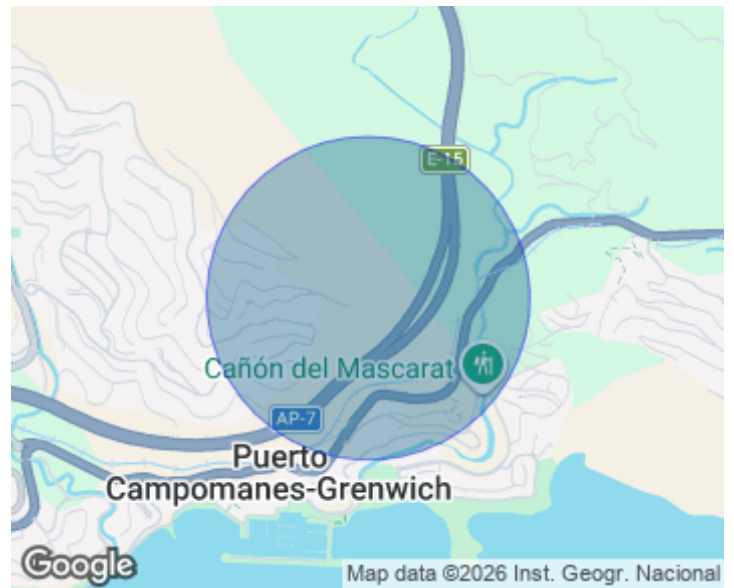 E-15
Cañón del Mascarat
AP-7
Puerto
Campomanes-Grenwich
Google
Map data ©2026 Inst. Geogr. Nacional